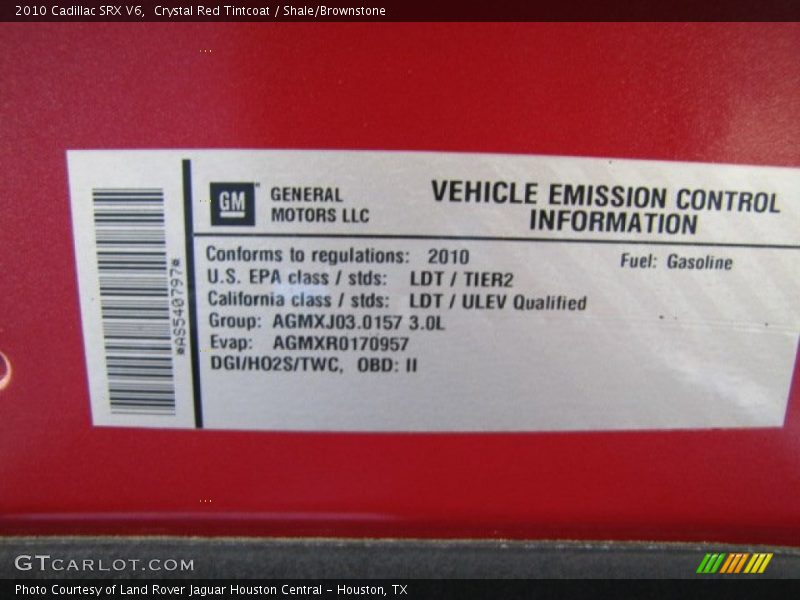 2010 Cadillac SRX V6,  Crystal Red Tintcoat / Shale/Brownstone
GM
GENERAL
MOTORS LLC
VEHICLE EMISSION CONTROL
INFORMATION
Conforms to regulations: 2010
Fuel: Gasoline
U.S. EPA class / stds: LDT / TIER2
California class / stds: LDT / ULEV Qualified
Group: AGMXJ03.0157 3.0L
Evap: AGMXR0170957
DGI/HO2S/TWC, OBD: II
*AS540797*
GTCARLOT.COM
Photo Courtesy of Land Rover Jaguar Houston Central - Houston, TX